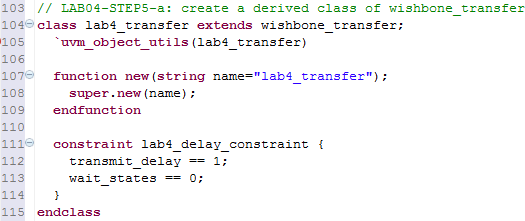 103 // LAB04-STEP5-a: create a derived class of wishbone_transfer
104 class lab4_transfer extends wishbone_transfer;
105   `uvm_object_utils(lab4_transfer)
106
107   function new(string name="lab4_transfer");
108     super.new(name);
109   endfunction
110
111   constraint lab4_delay_constraint {
112     transmit_delay == 1;
113     wait_states == 0;
114   }
115 endclass